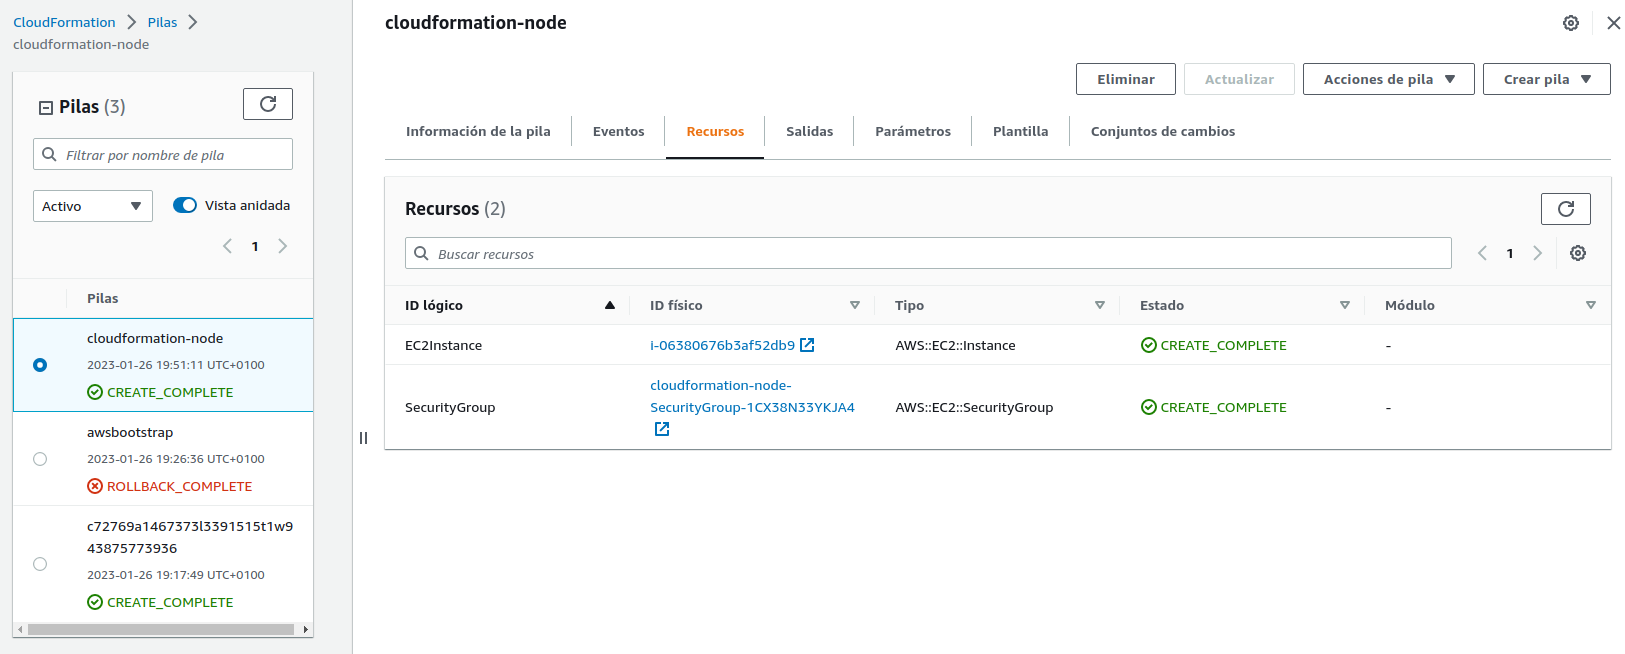 CloudFormation > Pilas >
cloudformation-node
Pilas (3)
Filtrar por nombre de pila
Activo
Vista anidada
1
Pilas
cloudformation-node
2023-01-26 19:51:11 UTC+0100
CREATE_COMPLETE
awsbootstrap
2023-01-26 19:26:36 UTC+0100
ROLLBACK_COMPLETE
c72769a1467373l3391515t1w9
43875773936
2023-01-26 19:17:49 UTC+0100
CREATE_COMPLETE
cloudformation-node
Eliminar Actualizar Acciones de pila Crear pila
Información de la pila Eventos Recursos Salidas Parámetros Plantilla Conjuntos de cambios
Recursos (2)
Buscar recursos
1
ID lógico ID físico Tipo Estado Módulo
EC2Instance i-06380676b3af52db9 AWS::EC2::Instance CREATE_COMPLETE -
cloudformation-node-
SecurityGroup SecurityGroup-1CX38N33YKJA4 AWS::EC2::SecurityGroup CREATE_COMPLETE -